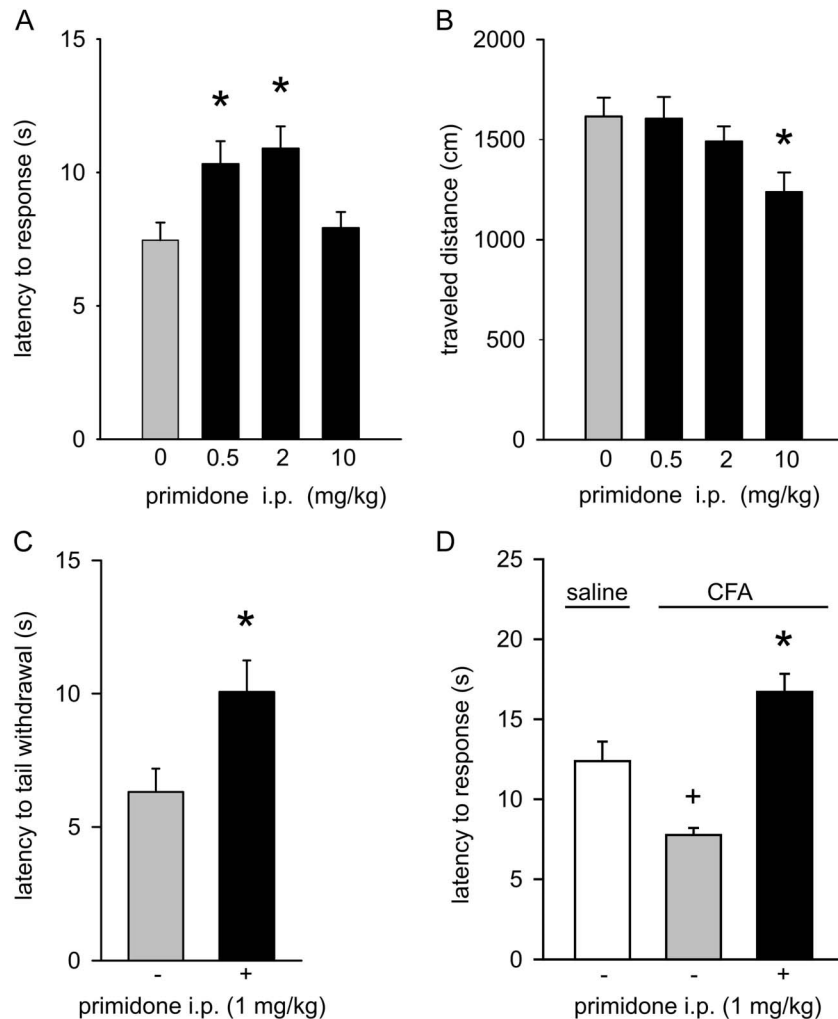 A
15
10
5
0
latency to response (s)
*
*
0 0.5 2 10
primidone i.p. (mg/kg)
B
2000
1500
1000
500
0
traveled distance (cm)
*
0 0.5 2 10
primidone i.p. (mg/kg)
C
15
10
5
0
latency to tail withdrawal (s)
*
- +
primidone i.p. (1 mg/kg)
D
25
20
15
10
5
0
latency to response (s)
saline CFA
+
*
- - +
primidone i.p. (1 mg/kg)